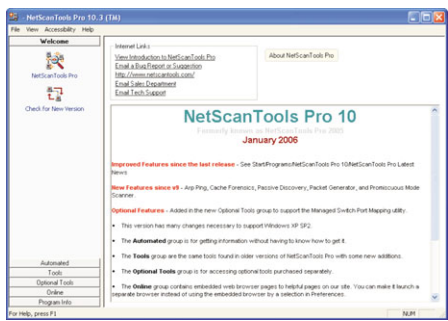 - NetScanTools Pro 10.3 (TM)
File View Accessibility Help
Welcome
NetScanTools Pro
Check for New Version
Automated
Tools
Optional Tools
Online
Program Info
Internet Links
View Introduction to NetScanTools Pro
Email a Bug Report or Suggestion
http://www.netscantools.com/
Email Sales Department
Email Tech Support
About NetScanTools Pro
NetScanTools Pro 10
Formerly known as NetScanTools Pro 2005
January 2006
Improved Features since the last release - See Start/Programs/NetScanTools Pro 10/NetScanTools Pro Latest
News
New Features since v9 - Arp Ping, Cache Forensics, Passive Discovery, Packet Generator, and Promiscuous Mode
Scanner.
Optional Features - Added in the new Optional Tools group to support the Managed Switch Port Mapping utility.
• This version has many changes necessary to support Windows XP SP2.
• The Automated group is for getting information without having to know how to get it.
• The Tools group are the same tools found in older versions of NetScanTools Pro with some new additions.
• The Optional Tools group is for accessing optional tools purchased separately.
• The Online group contains embedded web browser pages to helpful pages on our site. You can make it launch a
separate browser instead of using the embedded browser by a selection in Preferences.
For Help, press F1
NUM